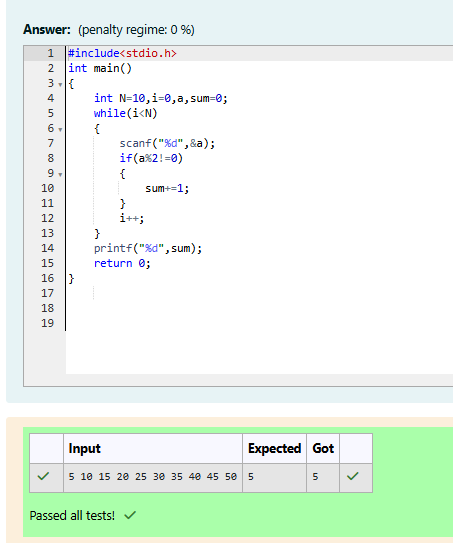 Answer: (penalty regime: 0 %)
1 #include<stdio.h>
2 int main()
3 {
4     int N=10,i=0,a,sum=0;
5     while(i<N)
6     {
7         scanf("%d",&a);
8         if(a%2!=0)
9         {
10             sum+=1;
11         }
12         i++;
13     }
14     printf("%d",sum);
15     return 0;
16 }
17
18
19
Input Expected Got
5 10 15 20 25 30 35 40 45 50 5 5
Passed all tests!